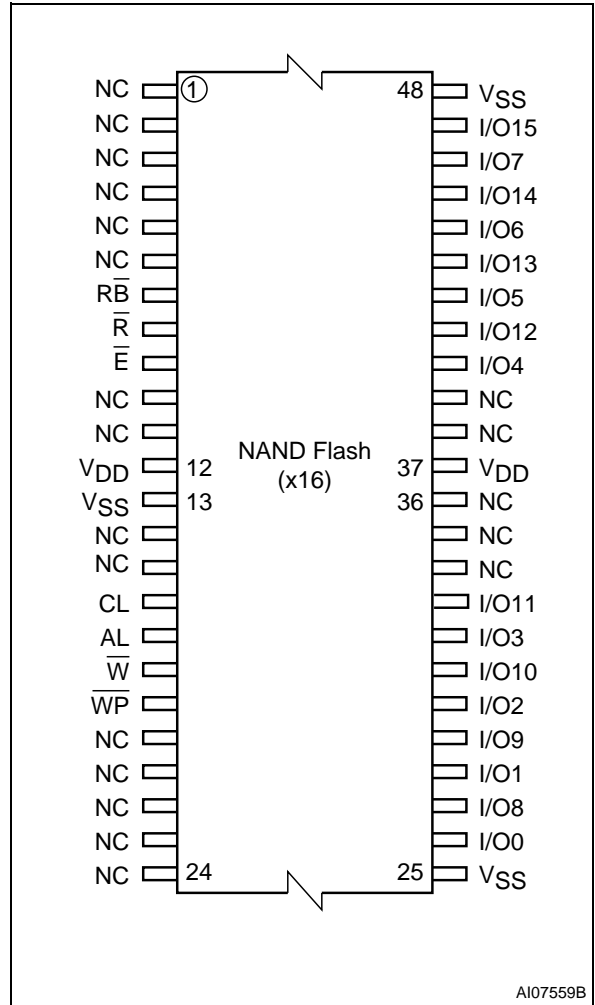 NC 1 48 VSS
NC I/O15
NC I/O7
NC I/O14
NC I/O6
NC I/O13
RB̅ I/O5
R̅ I/O12
E̅ I/O4
NC NC
NC NC
VDD 12 NAND Flash 37 VDD
(x16)
VSS 13 36 NC
NC NC
NC NC
CL I/O11
AL I/O3
W̅ I/O10
W̅P̅ I/O2
NC I/O9
NC I/O1
NC I/O8
NC I/O0
NC 24 25 VSS
AI07559B